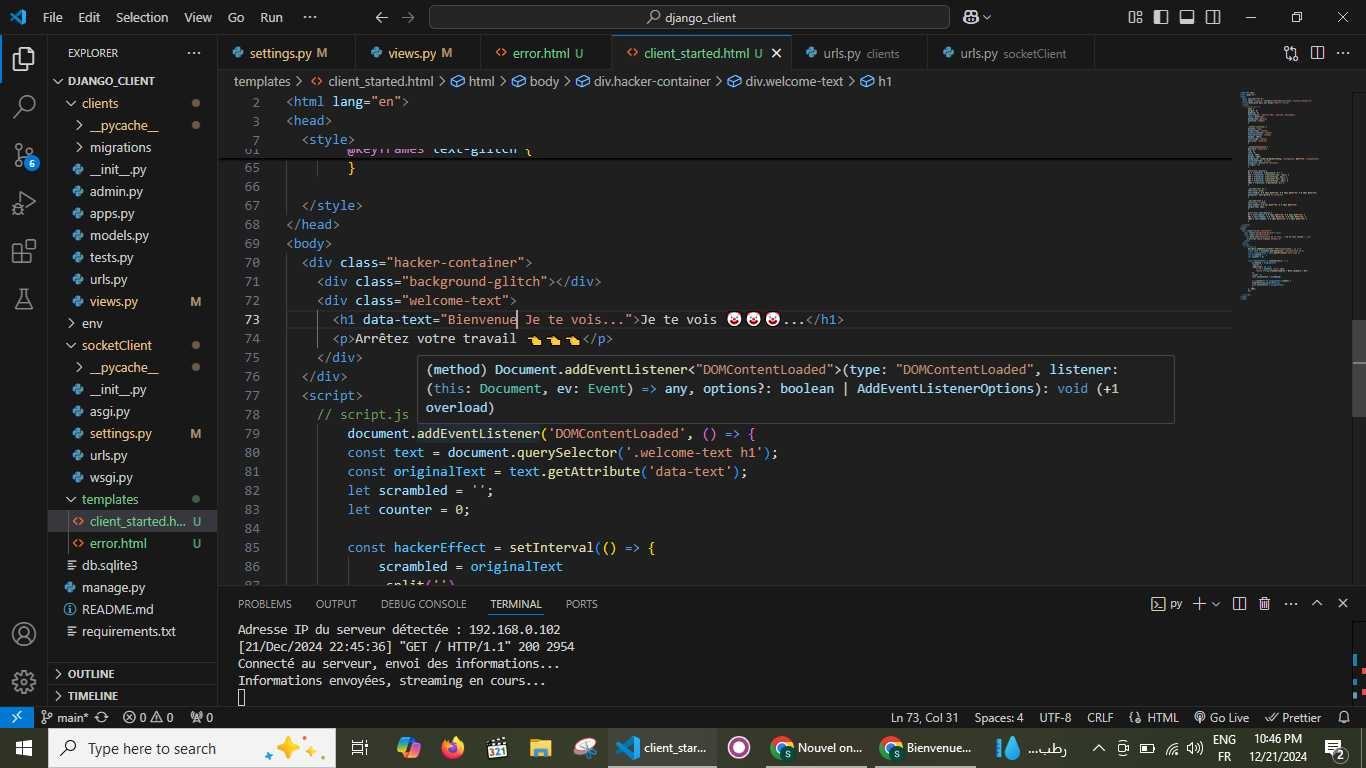 File Edit Selection View Go Run ··· django_client
EXPLORER ···
settings.py M views.py M error.html U client_started.html U urls.py clients urls.py socketClient
DJANGO_CLIENT
clients
__pycache__
migrations
__init__.py
admin.py
apps.py
models.py
tests.py
urls.py
views.py M
env
socketClient
__pycache__
__init__.py
asgi.py
settings.py M
urls.py
wsgi.py
templates
client_started.h... U
error.html U
db.sqlite3
manage.py
README.md
requirements.txt
OUTLINE
TIMELINE
6
templates > client_started.html > html > body > div.hacker-container > div.welcome-text > h1
2 <html lang="en">
3 <head>
7 <style>
61 @keyframes text-glitch {
65 }
66
67 </style>
68 </head>
69 <body>
70 <div class="hacker-container">
71 <div class="background-glitch"></div>
72 <div class="welcome-text">
73 <h1 data-text="Bienvenue Je te vois...">Je te vois 🤡🤡🤡...</h1>
74 <p>Arrêtez votre travail 👈👈👈</p>
75 </div>
76 </div>
77 <script>
78 // script.js
(method) Document.addEventListener<"DOMContentLoaded">(type: "DOMContentLoaded", listener:
(this: Document, ev: Event) => any, options?: boolean | AddEventListenerOptions): void (+1
overload)
79 document.addEventListener('DOMContentLoaded', () => {
80 const text = document.querySelector('.welcome-text h1');
81 const originalText = text.getAttribute('data-text');
82 let scrambled = '';
83 let counter = 0;
84
85 const hackerEffect = setInterval(() => {
86 scrambled = originalText
87 .split('')
PROBLEMS OUTPUT DEBUG CONSOLE TERMINAL PORTS py
Adresse IP du serveur détectée : 192.168.0.102
[21/Dec/2024 22:45:36] "GET / HTTP/1.1" 200 2954
Connecté au serveur, envoi des informations...
Informations envoyées, streaming en cours...
main* 0 0 0 Ln 73, Col 31 Spaces: 4 UTF-8 CRLF HTML Go Live Prettier
Type here to search client_star... Nouvel on... Bienvenue... رطب... ENG 10:46 PM
FR 12/21/2024 2